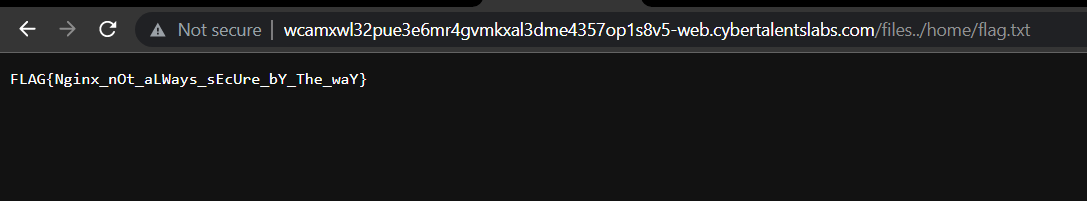 Not secure | wcamxwl32pue3e6mr4gvmkxal3dme4357op1s8v5-web.cybertalentslabs.com/files../home/flag.txt
FLAG{Nginx_nOt_aLWays_sEcUre_bY_The_waY}